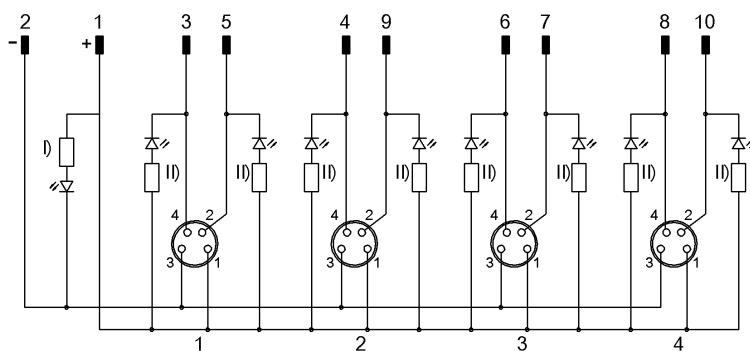 2 1 3 5 4 9 6 7 8 10
- +
I) II) II) II) II) II) II) II) II)
4 2 4 2 4 2 4 2
3 1 3 1 3 1 3 1
1 2 3 4